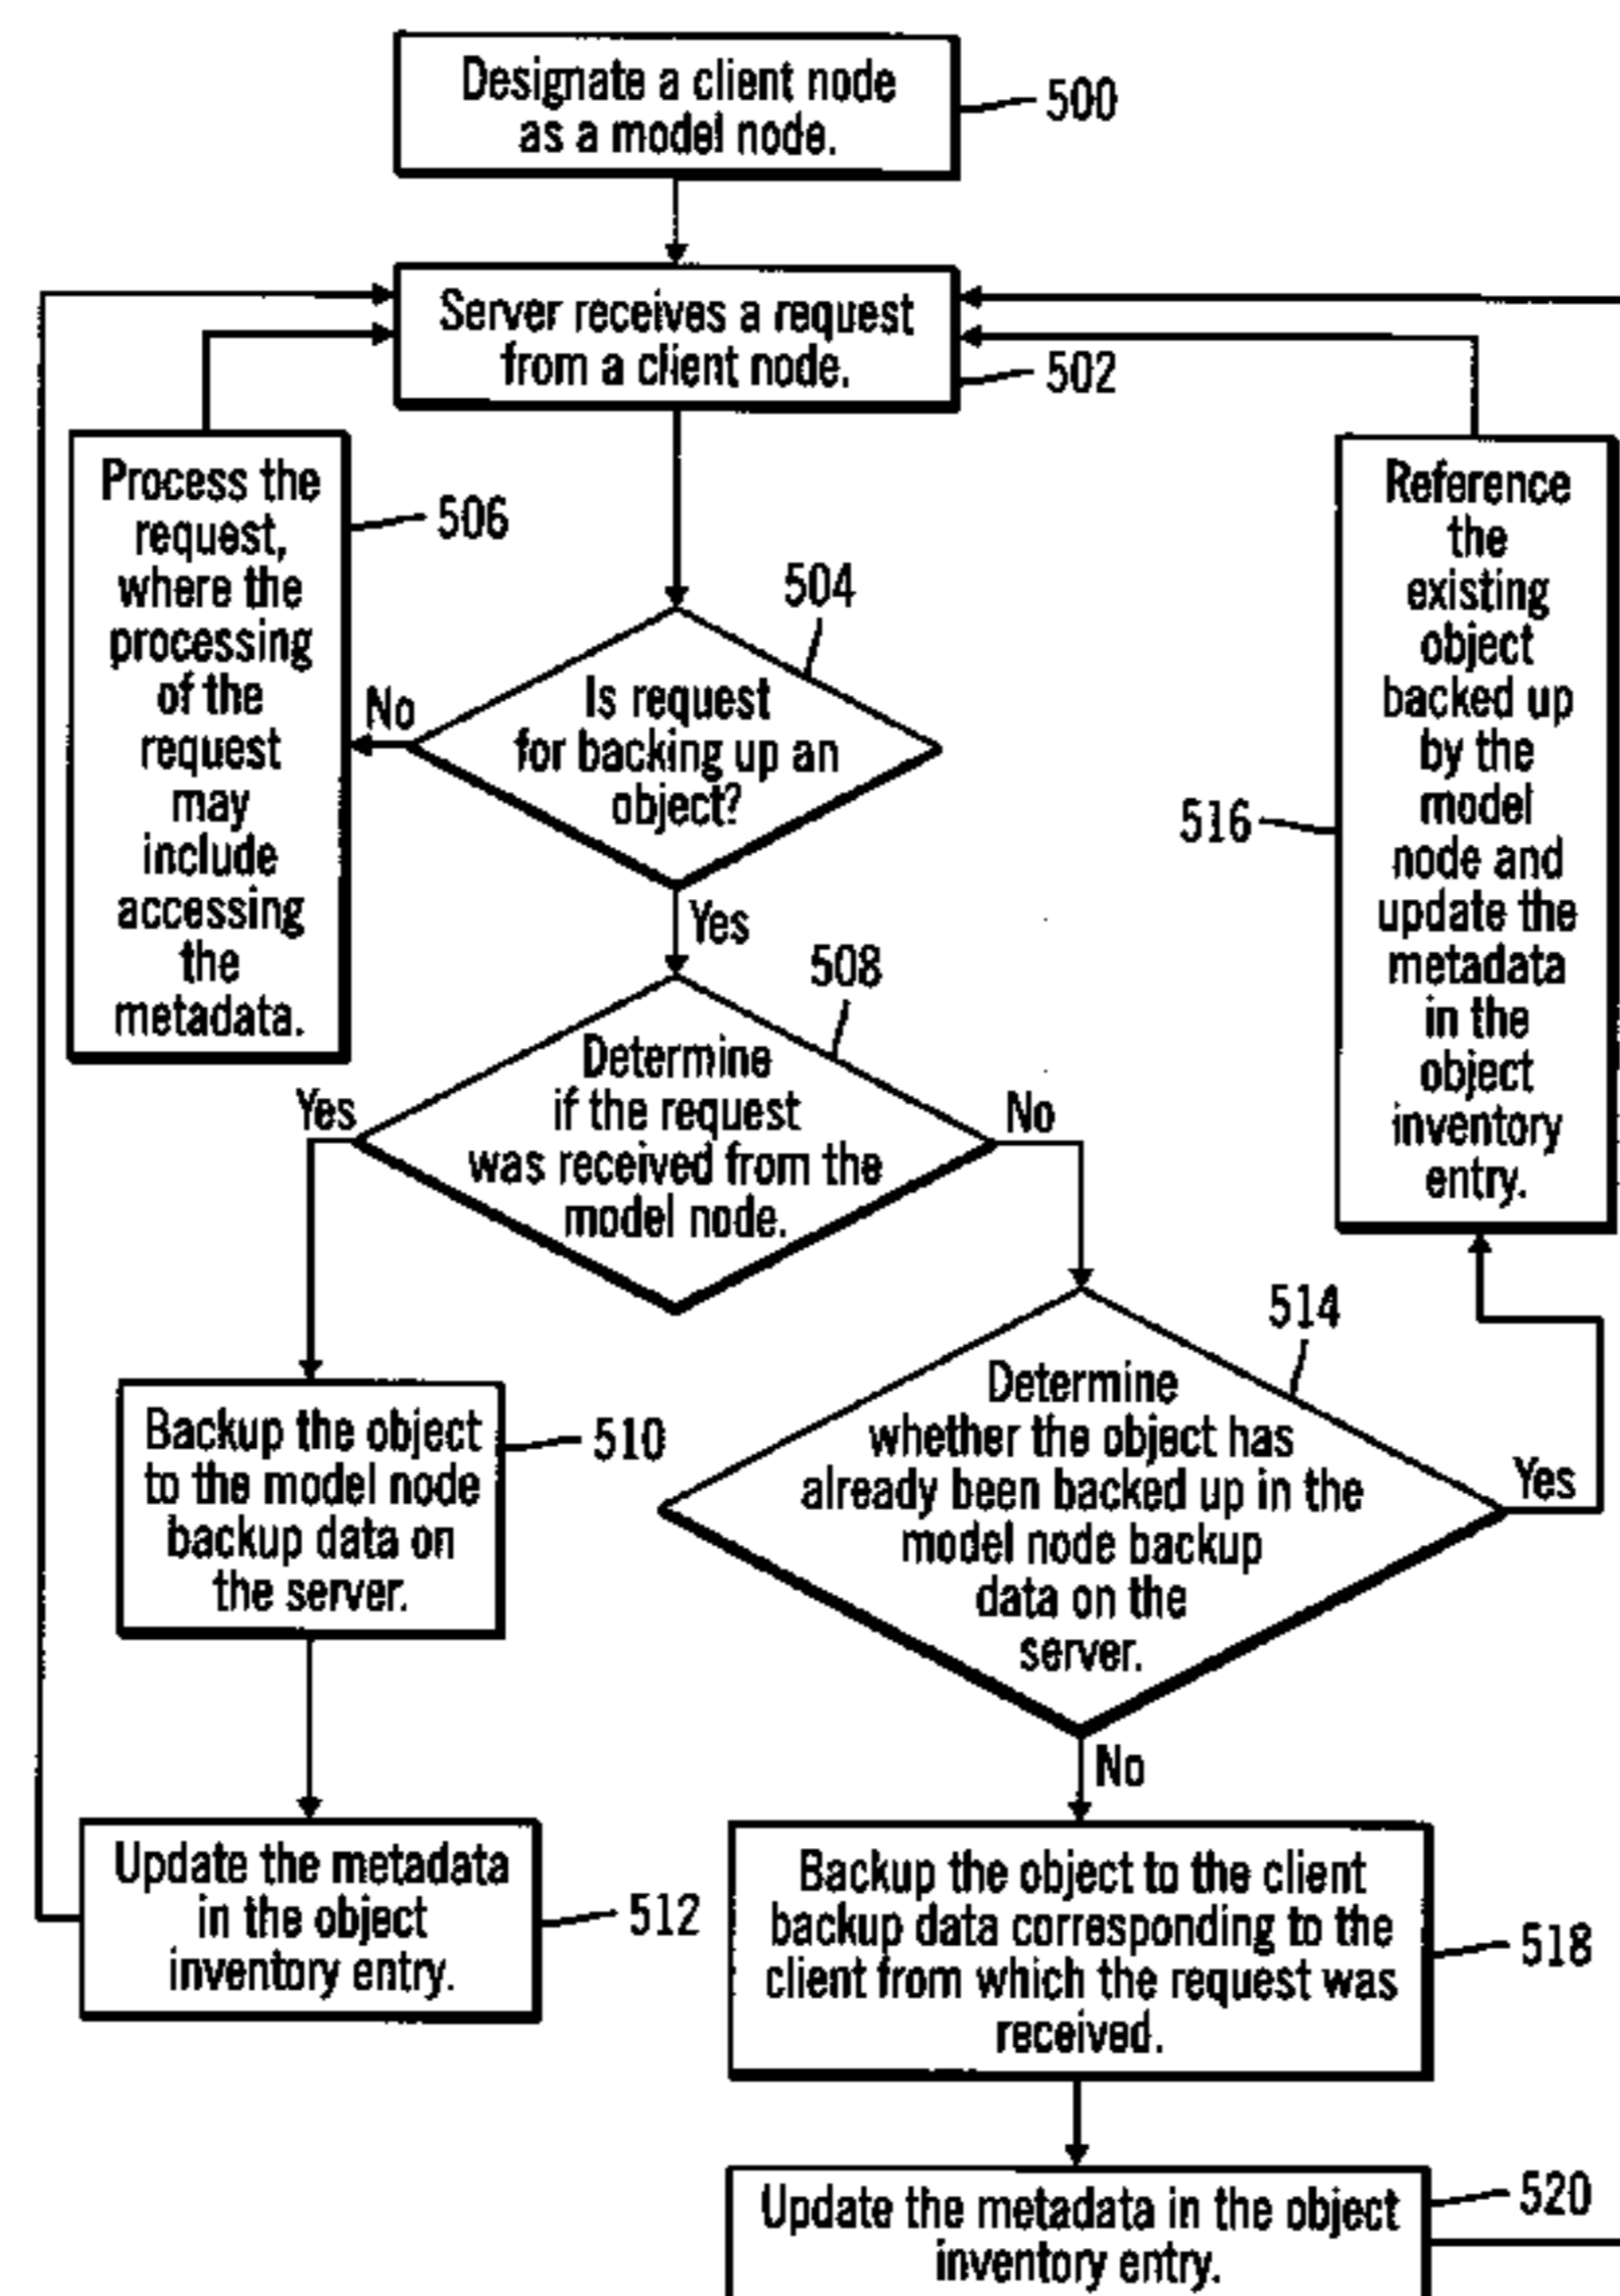 Designate a client node
as a model node.
500
Server receives a request
from a client node.
502
Process the
request,
where the
processing
of the
request
may
include
accessing
the
metadata.
506
504
Is request
for backing up an
object?
No
Yes
508
Determine
if the request
was received from the
model node.
Yes
No
Backup the object
to the model node
backup data on
the server.
510
Update the metadata
in the object
inventory entry.
512
514
Determine
whether the object has
already been backed up in the
model node backup
data on the
server.
Yes
No
Reference
the
existing
object
backed up
by the
model
node and
update the
metadata
in the
object
inventory
entry.
516
Backup the object to the client
backup data corresponding to the
client from which the request was
received.
518
Update the metadata in the object
inventory entry.
520